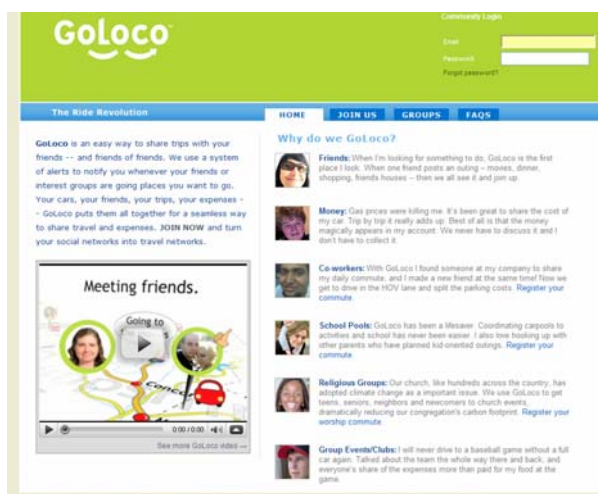 GoLoco
Community Login
Email
Password
Forgot password?
The Ride Revolution
HOME
JOIN US
GROUPS
FAQS
GoLoco is an easy way to share trips with your
friends -- and friends of friends. We use a system
of alerts to notify you whenever your friends or
interest groups are going places you want to go.
Your cars, your friends, your trips, your expenses -
- GoLoco puts them all together for a seamless way
to share travel and expenses. JOIN NOW and turn
your social networks into travel networks.
Meeting friends.
Going to
Concord
0:00 / 0:00
See more GoLoco video
Why do we GoLoco?
Friends: When I'm looking for something to do, GoLoco is the first
place I look. When one friend posts an outing – movies, dinner,
shopping, friends houses – then we all see it and join up.
Money: Gas prices were killing me. It's been great to share the cost of
my car. Trip by trip it really adds up. Best of all is that the money
magically appears in my account. We never have to discuss it and I
don't have to collect it.
Co-workers: With GoLoco I found someone at my company to share
my daily commute, and I made a new friend at the same time! Now we
get to drive in the HOV lane and split the parking costs. Register your
commute.
School Pools: GoLoco has been a lifesaver. Coordinating carpools to
activities and school has never been easier. I also love hooking up with
other parents who have planned kid-oriented outings. Register your
commute.
Religious Groups: Our church, like hundreds across the country, has
adopted climate change as a important issue. We use GoLoco to get
teens, seniors, neighbors and newcomers to church events,
dramatically reducing our congregation's carbon footprint. Register your
worship commute.
Group Events/Clubs: I will never drive to a baseball game without a full
car again. Talked about the team the whole way there and back, and
everyone's share of the expenses more than paid for my food at the
game.